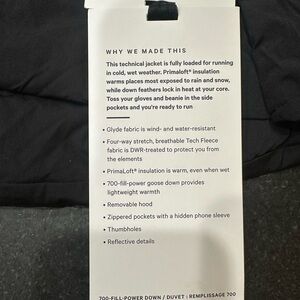 WHY WE MADE THIS
This technical jacket is fully loaded for running
in cold, wet weather. Primaloft® insulation
warms places most exposed to rain and snow,
while down feathers lock in heat at your core.
Toss your gloves and beanie in the side
pockets and you're ready to run
• Glyde fabric is wind- and water-resistant
• Four-way stretch, breathable Tech Fleece
fabric is DWR-treated to protect you from
the elements
• PrimaLoft® insulation is warm, even when wet
• 700-fill-power goose down provides
lightweight warmth
• Removable hood
• Zippered pockets with a hidden phone sleeve
• Thumbholes
• Reflective details
700-FILL-POWER DOWN / DUVET | REMPLISSAGE 700